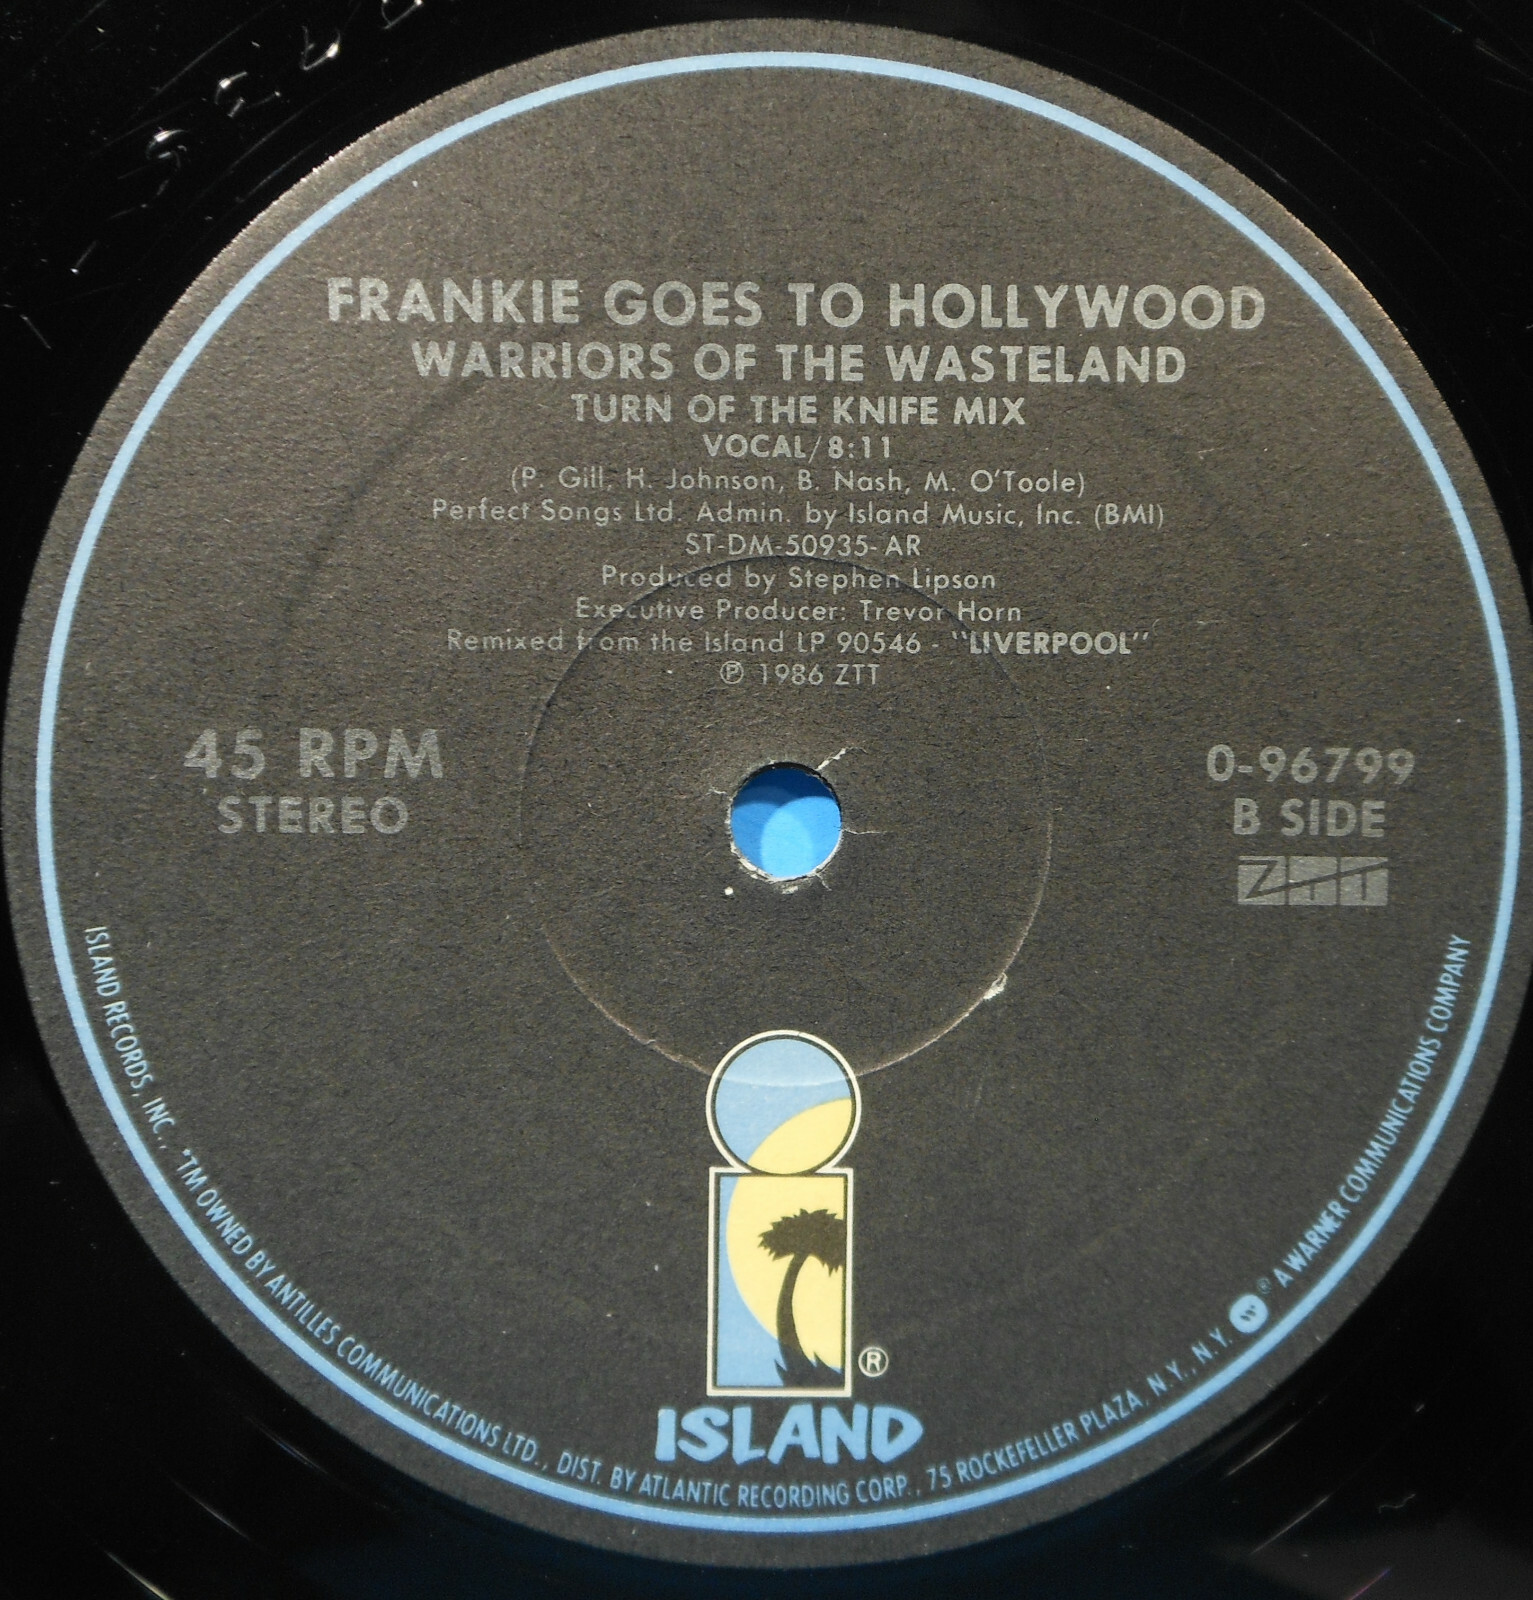 FRANKIE GOES TO HOLLYWOOD
WARRIORS OF THE WASTELAND
TURN OF THE KNIFE MIX
VOCAL/8:11
(P. Gill, H. Johnson, B. Nash, M. O'Toole)
Perfect Songs Ltd. Admin. by Island Music, Inc. (BMI)
ST-DM-50935-AR
Produced by Stephen Lipson
Executive Producer: Trevor Horn
Remixed from the Island LP 90546 - "LIVERPOOL"
℗ 1986 ZTT
45 RPM
STEREO
0-96799
B SIDE
ZTT
®
ISLAND
ISLAND RECORDS, INC., *TM OWNED BY ANTILLES COMMUNICATIONS LTD., DIST. BY ATLANTIC RECORDING CORP., 75 ROCKEFELLER PLAZA, N.Y., N.Y. ® A WARNER COMMUNICATIONS COMPANY